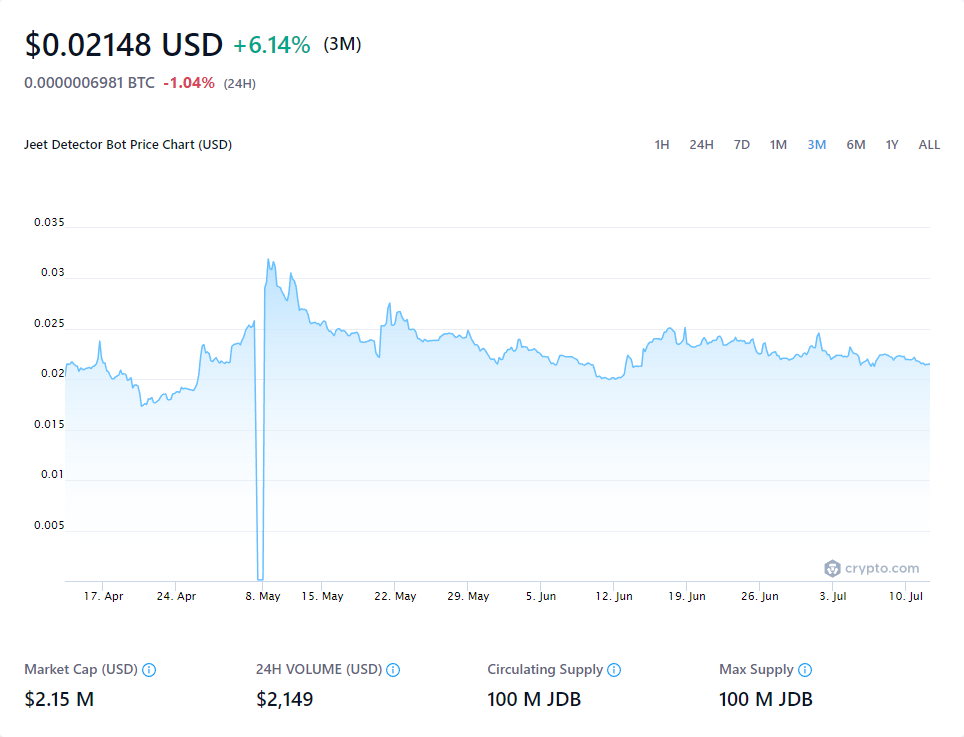 $0.02148 USD +6.14% (3M)
0.0000006981 BTC -1.04% (24H)
Jeet Detector Bot Price Chart (USD) 1H 24H 7D 1M 3M 6M 1Y ALL
0.035
0.03
0.025
0.02
0.015
0.01
0.005
crypto.com
17. Apr 24. Apr 8. May 15. May 22. May 29. May 5. Jun 12. Jun 19. Jun 26. Jun 3. Jul 10. Jul
Market Cap (USD) 24H VOLUME (USD) Circulating Supply Max Supply
$2.15 M $2,149 100 M JDB 100 M JDB